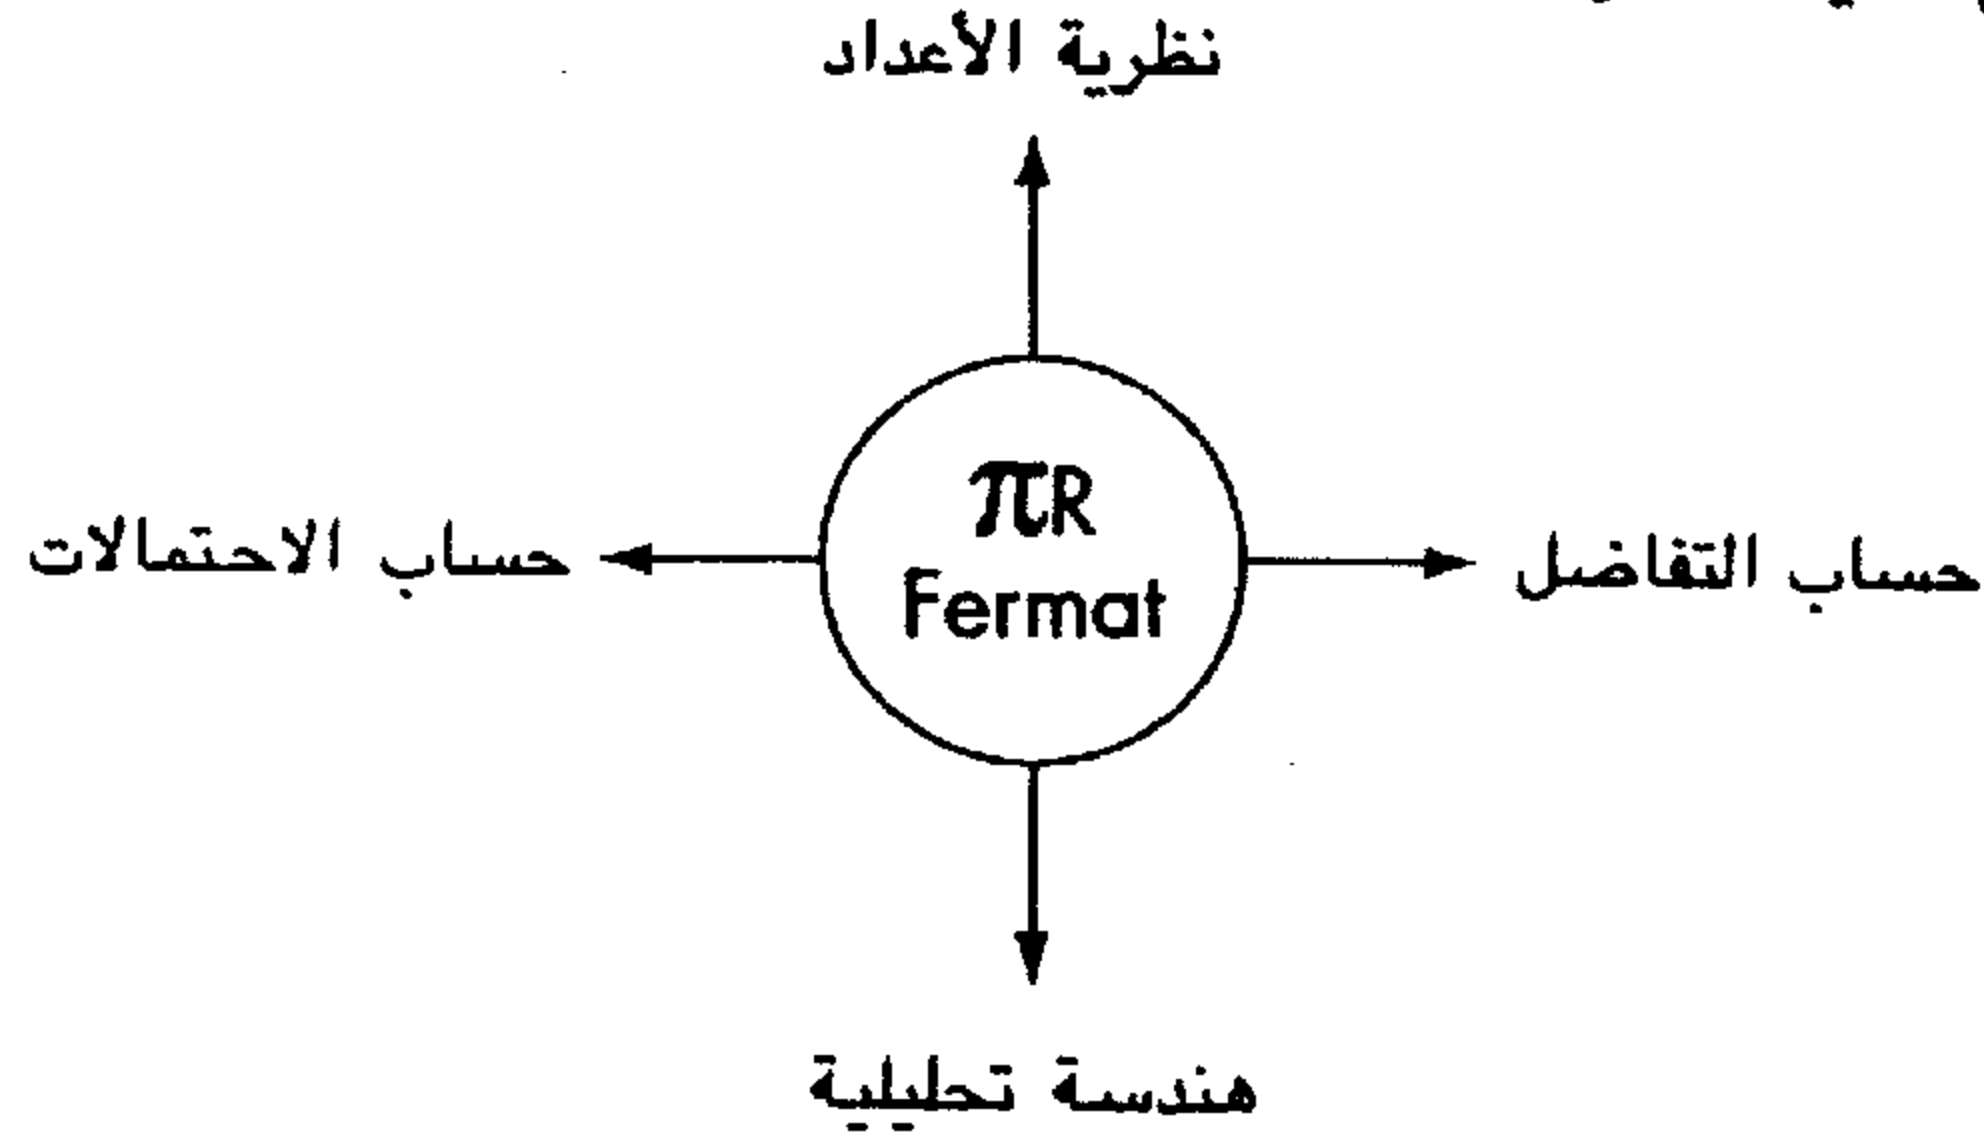 نظرية الأعداد
πR
Fermat
حساب التفاضل
حساب الاحتمالات
هندسة تحليلية